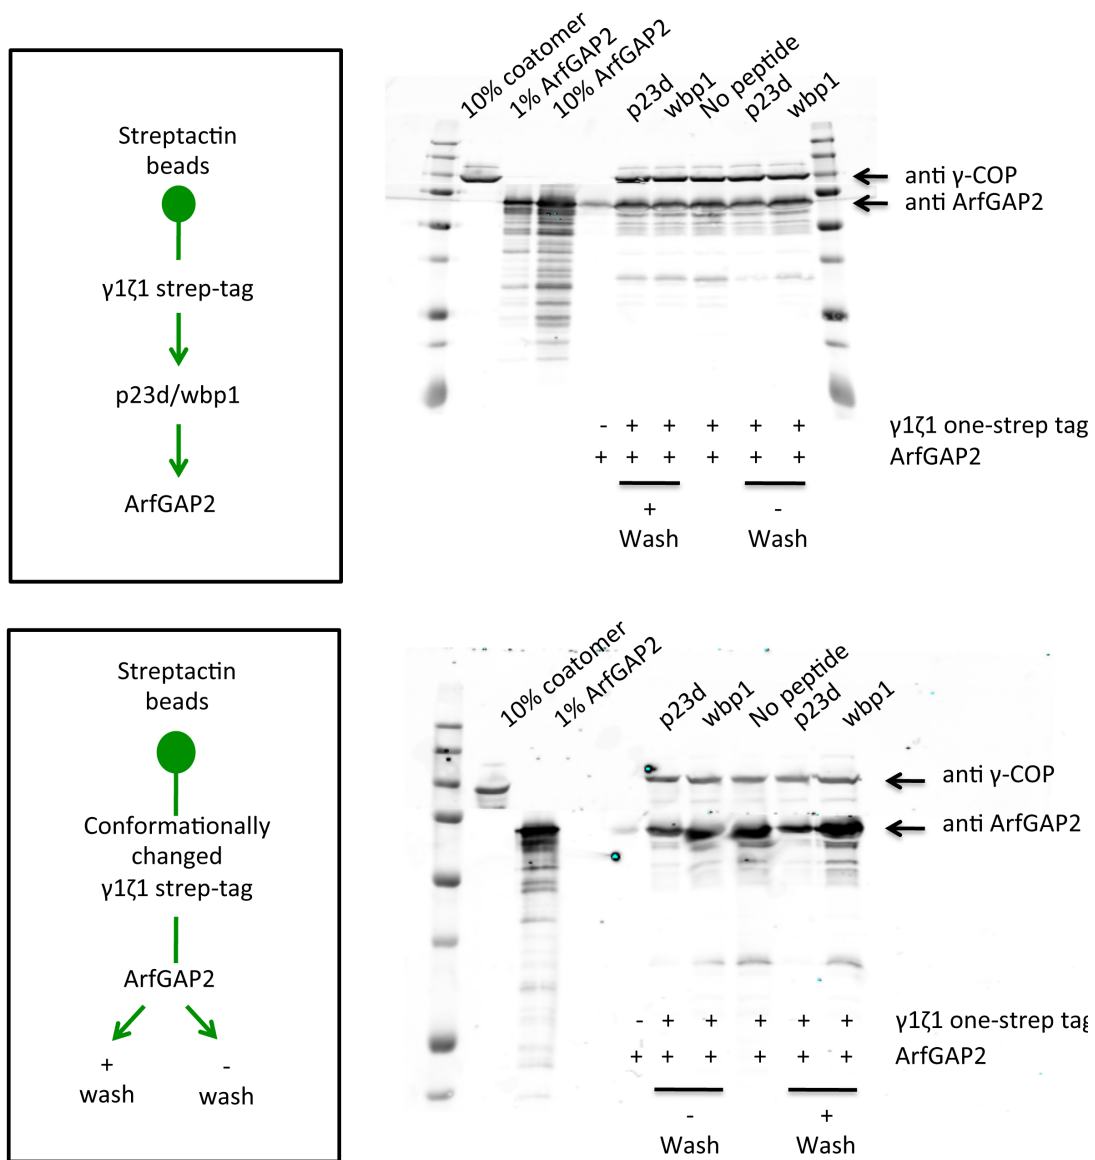 Streptactin
beads
γ1ζ1 strep-tag
p23d/wbp1
ArfGAP2
10% coatomer
1% ArfGAP2
10% ArfGAP2
p23d
wbp1
No peptide
p23d
wbp1
anti γ-COP
anti ArfGAP2
- + + + + + γ1ζ1 one-strep tag
+ + + + + + ArfGAP2
+ -
Wash Wash
Streptactin
beads
Conformationally
changed
γ1ζ1 strep-tag
ArfGAP2
+ -
wash wash
10% coatomer
1% ArfGAP2
p23d
wbp1
No peptide
p23d
wbp1
anti γ-COP
anti ArfGAP2
- + + + + + γ1ζ1 one-strep tag
+ + + + + + ArfGAP2
- +
Wash Wash